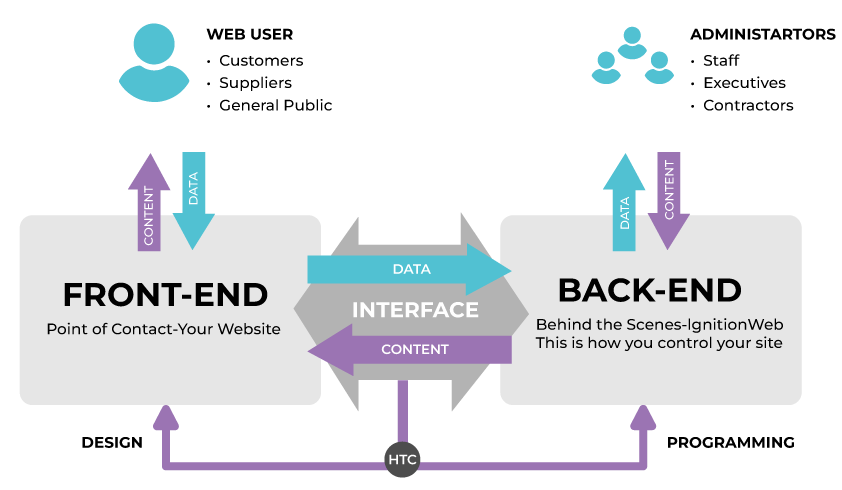 WEB USER
• Customers
• Suppliers
• General Public
ADMINISTARTORS
• Staff
• Executives
• Contractors
CONTENT
DATA
DATA
CONTENT
FRONT-END
Point of Contact-Your Website
DATA
INTERFACE
CONTENT
BACK-END
Behind the Scenes-IgnitionWeb
This is how you control your site
DESIGN
HTC
PROGRAMMING